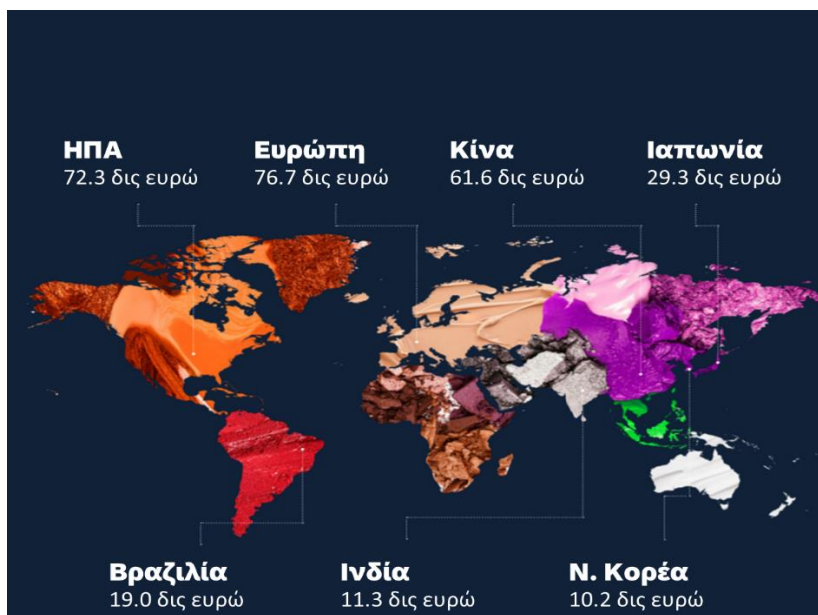 ΗΠΑ
72.3 δις ευρώ
Ευρώπη
76.7 δις ευρώ
Κίνα
61.6 δις ευρώ
Ιαπωνία
29.3 δις ευρώ
Βραζιλία
19.0 δις ευρώ
Ινδία
11.3 δις ευρώ
Ν. Κορέα
10.2 δις ευρώ